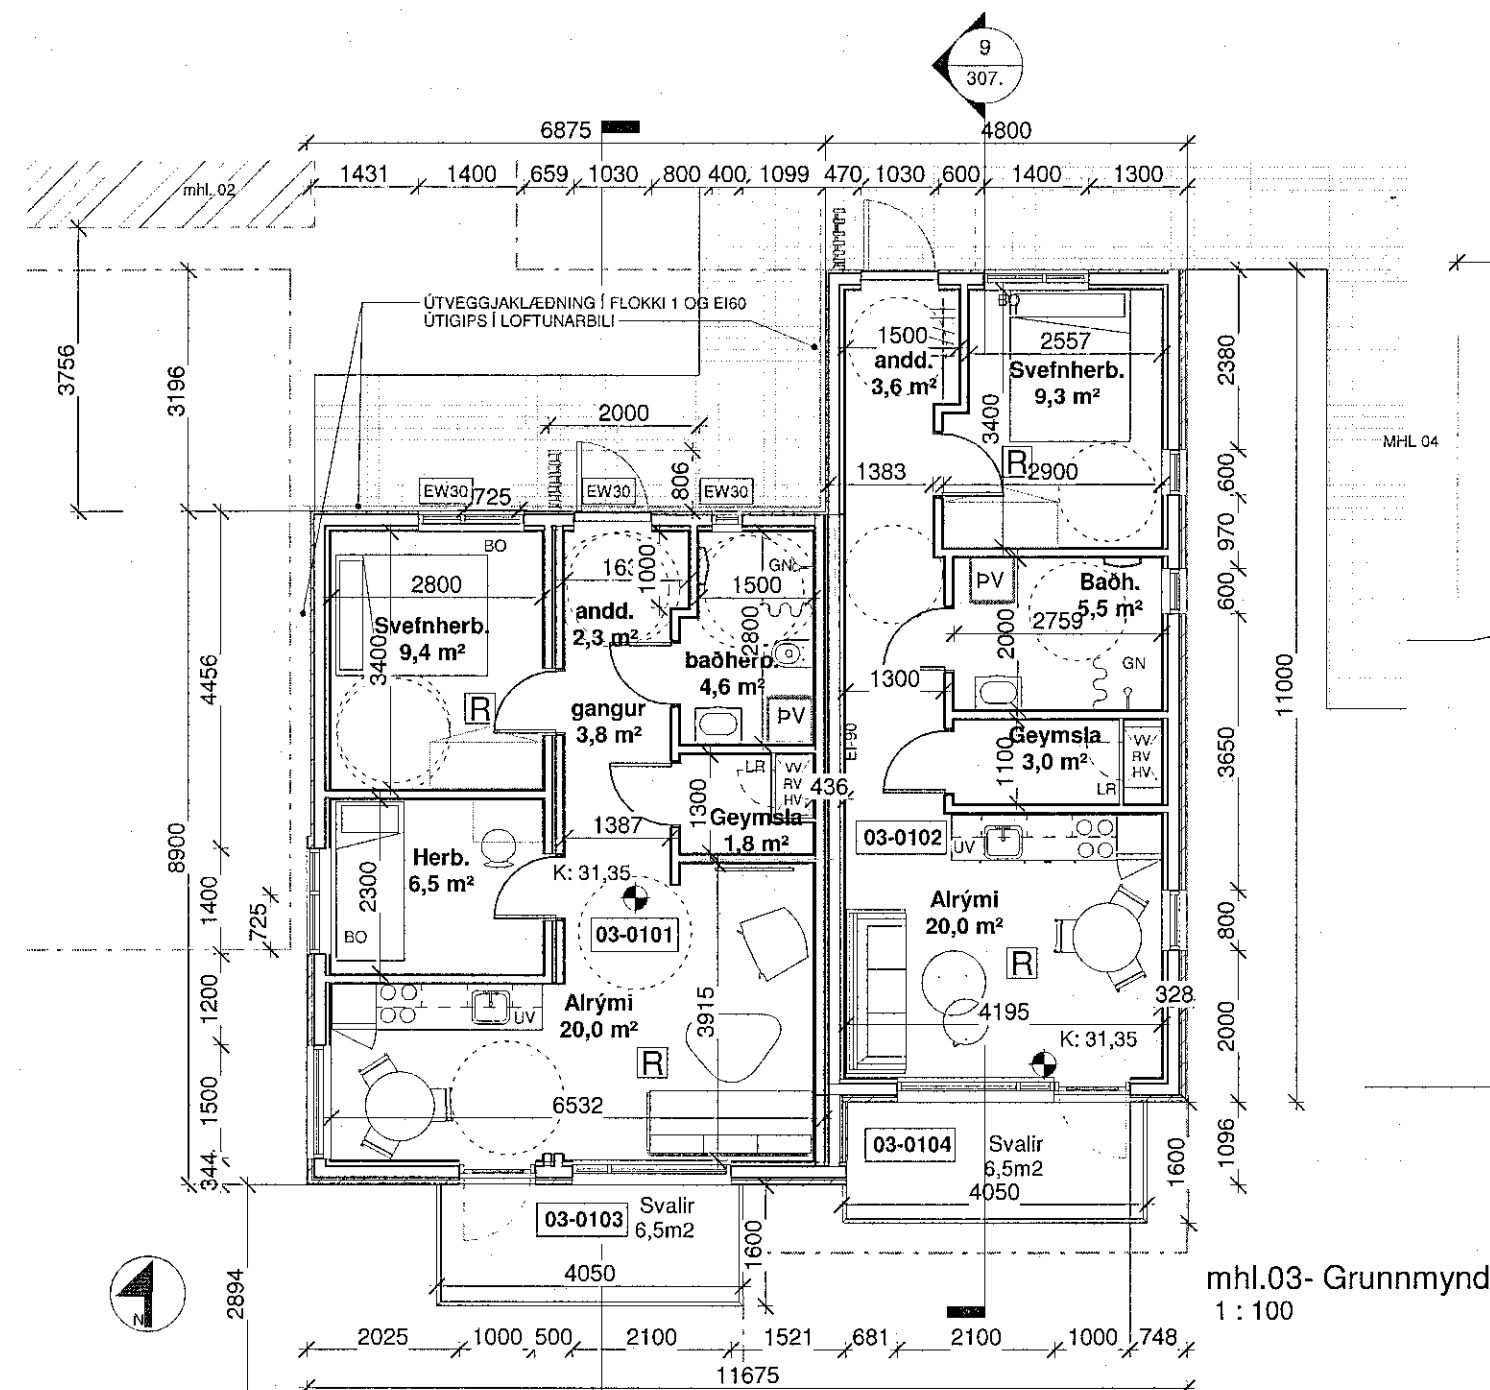 9
307.
6875
4800
1431 1400 659 1030 800 400 1099 470 1030 600 1400 1300
mhl. 02
ÚTVEGGJAKLÆÐNING Í FLOKKI 1 OG EI60
ÚTIGIPS Í LOFTUNARBILI
3756
3196
BO
1500
andd.
3,6 m²
2557
Svefnherb.
9,3 m²
3400
2380
2000
MHL 04
R
1383
2900
600
806
EW30
725
EW30
EW30
970
BO
1000
GN
ÞV
Baðh.
5,5 m²
600
2800
1500
andd.
2,3 m²
2759
2000
Svefnherb.
9,4 m²
3400
2800
baðherb.
4,6 m²
GN
4456
1300
11000
R
gangur
3,8 m²
ÞV
EI-90
Geymsla
3,0 m²
1100
VV
RV
HV
LR
3650
LR
VV
RV
HV
436
1300
Geymsla
1,8 m²
1387
03-0102
UV
8900
Herb.
6,5 m²
2300
K: 31,35
1400
725
BO
03-0101
Alrými
20,0 m²
R
800
1200
UV
Alrými
20,0 m²
3915
4195
328
K: 31,35
2000
R
1500
6532
344
03-0104
Svalir
6,5m2
4050
1600
1096
03-0103
Svalir
6,5m2
1600
4050
N
2894
mhl.03- Grunnmynd
1 : 100
2025 1000 500 2100 1521 681 2100 1000 748
11675